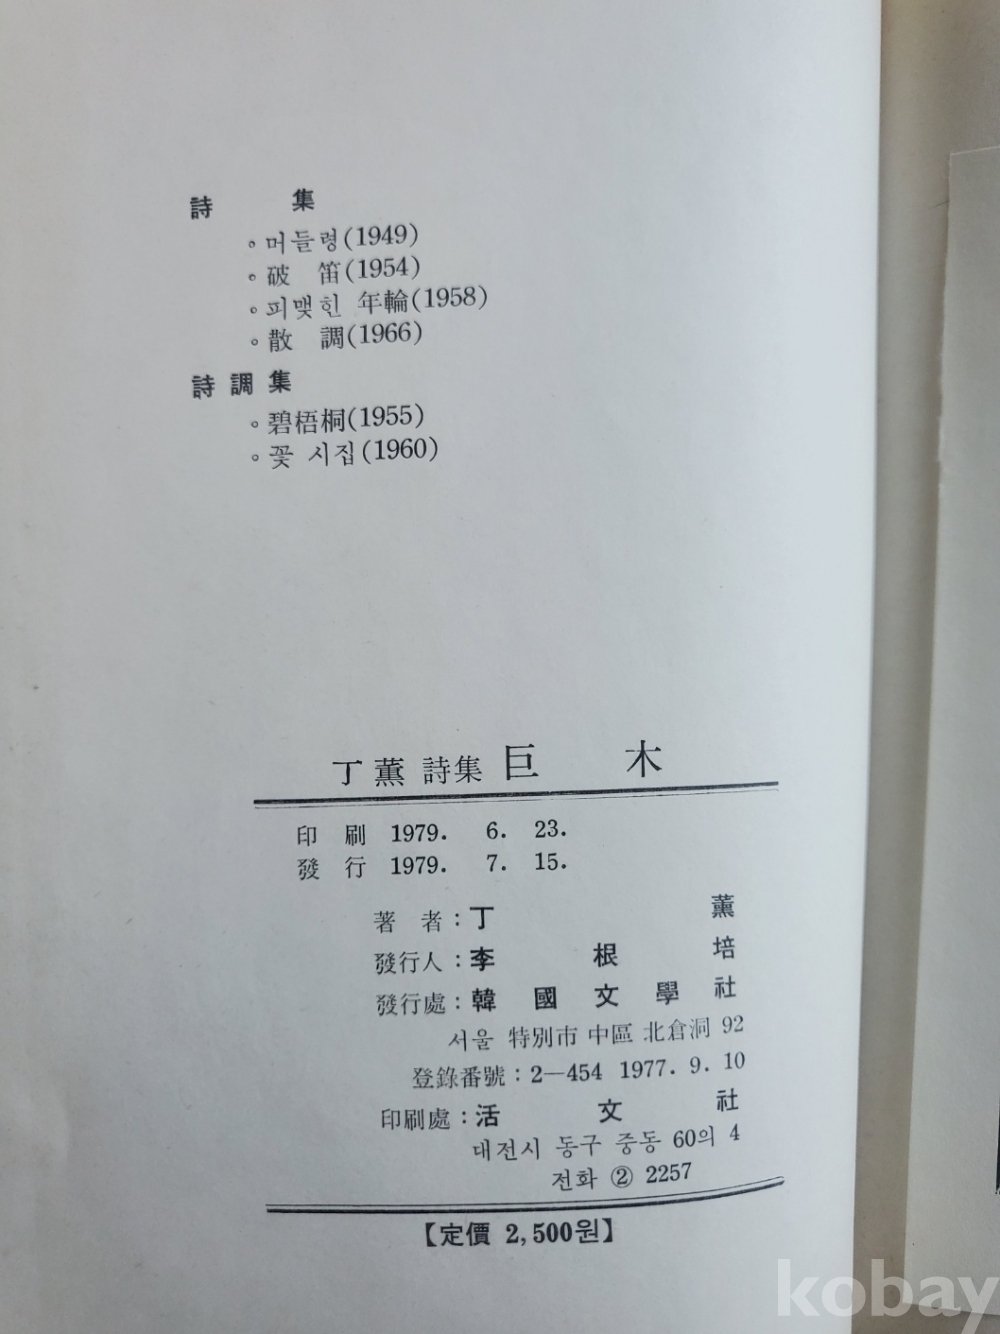 詩 集
◦머들령(1949)
◦破 笛(1954)
◦피맺힌 年輪(1958)
◦散 調(1966)
詩調集
◦碧梧桐(1955)
◦꽃 시집(1960)
丁薰 詩集 巨 木
印 刷 1979. 6. 23.
發 行 1979. 7. 15.
著 者 : 丁 薰
發行人 : 李 根 培
發行處 : 韓 國 文 學 社
서울 特別市 中區 北倉洞 92
登錄番號 : 2—454 1977. 9. 10
印刷處 : 活 文 社
대전시 동구 중동 60의 4
전화 ② 2257
【定價 2,500원】
kobay